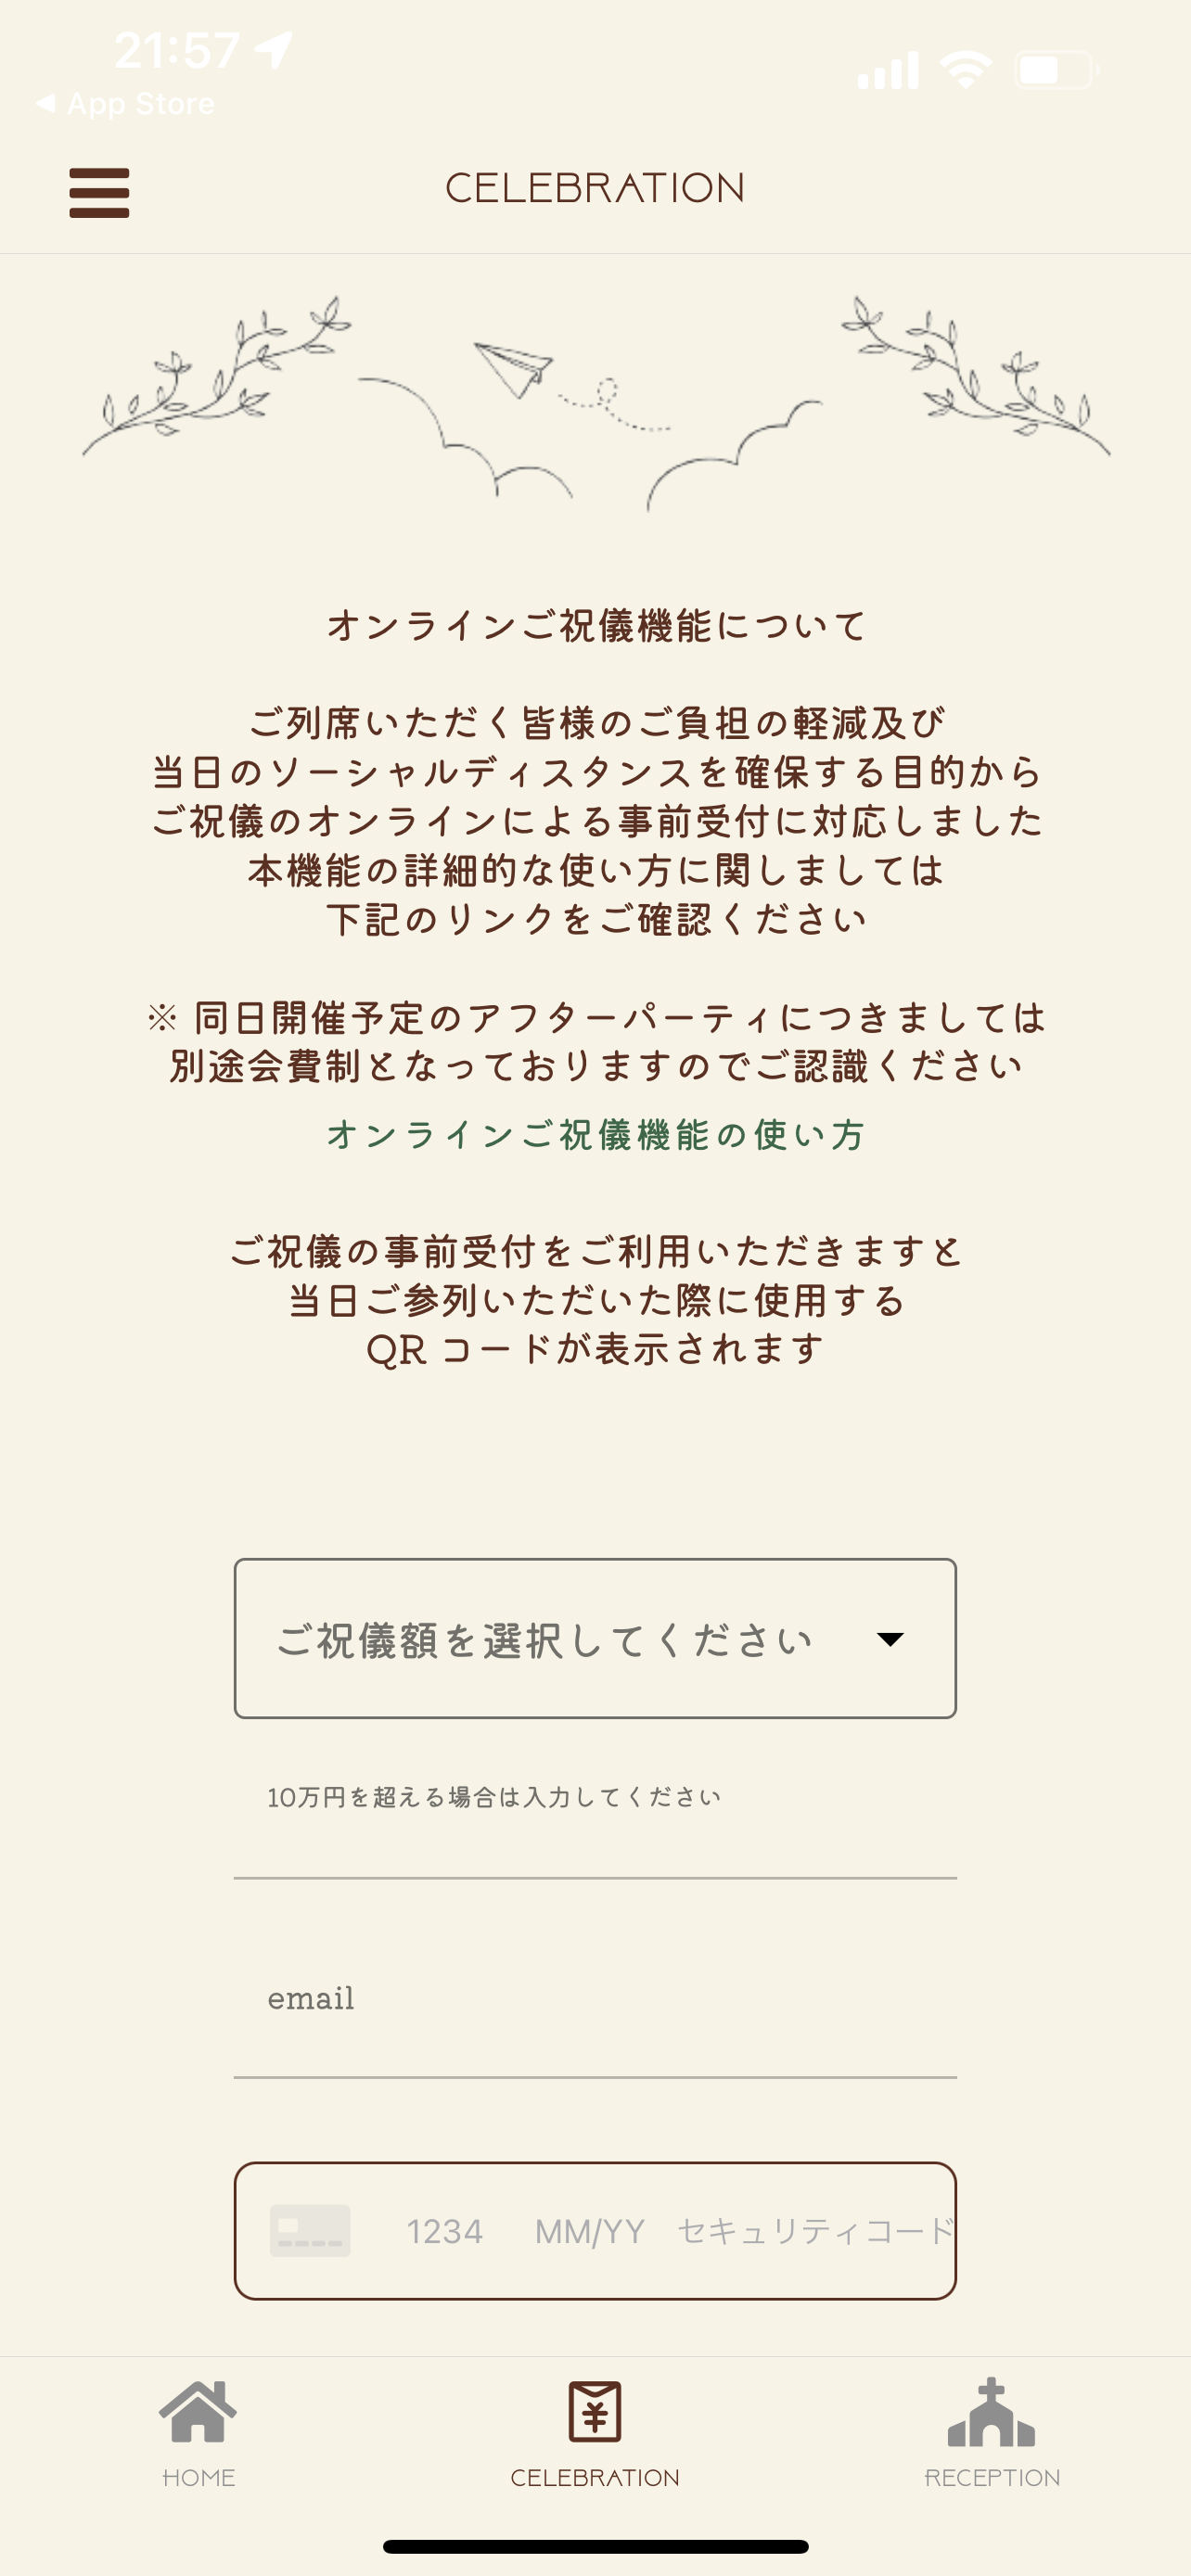 21:57
◀ App Store
CELEBRATION
オンラインご祝儀機能について
ご列席いただく皆様のご負担の軽減及び
当日のソーシャルディスタンスを確保する目的から
ご祝儀のオンラインによる事前受付に対応しました
本機能の詳細的な使い方に関しましては
下記のリンクをご確認ください
※ 同日開催予定のアフターパーティにつきましては
別途会費制となっておりますのでご認識ください
オンラインご祝儀機能の使い方
ご祝儀の事前受付をご利用いただきますと
当日ご参列いただいた際に使用する
QR コードが表示されます
ご祝儀額を選択してください
10万円を超える場合は入力してください
email
1234 MM/YY セキュリティコード
HOME CELEBRATION RECEPTION